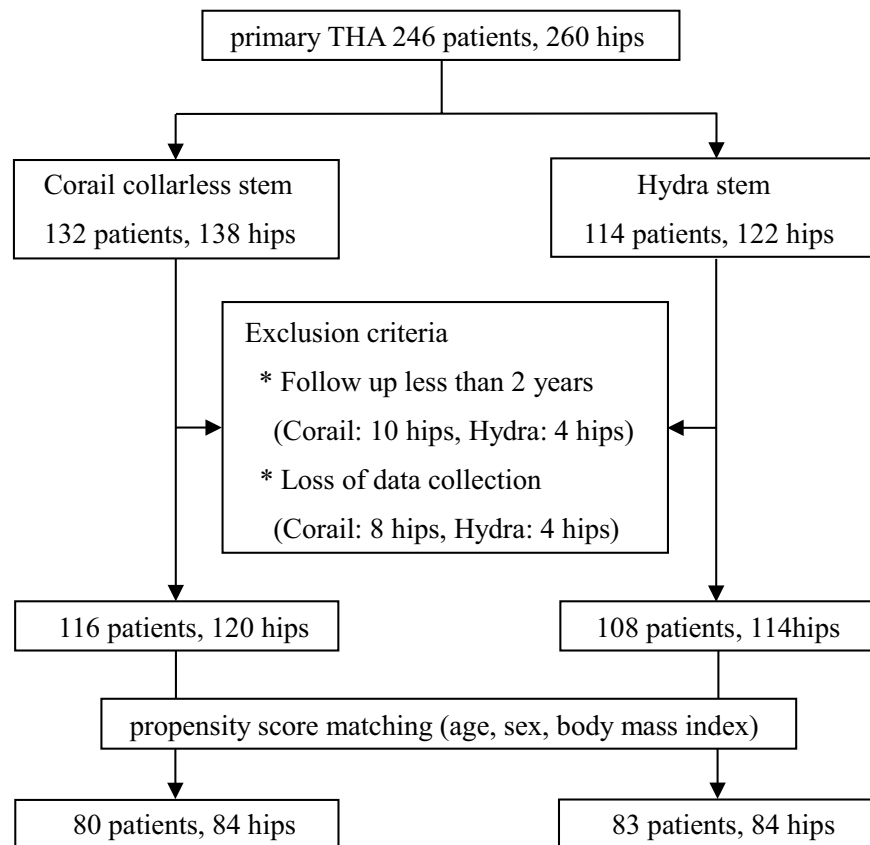 primary THA 246 patients, 260 hips
Corail collarless stem
132 patients, 138 hips
Hydra stem
114 patients, 122 hips
Exclusion criteria
* Follow up less than 2 years
(Corail: 10 hips, Hydra: 4 hips)
* Loss of data collection
(Corail: 8 hips, Hydra: 4 hips)
116 patients, 120 hips
108 patients, 114hips
propensity score matching (age, sex, body mass index)
80 patients, 84 hips
83 patients, 84 hips